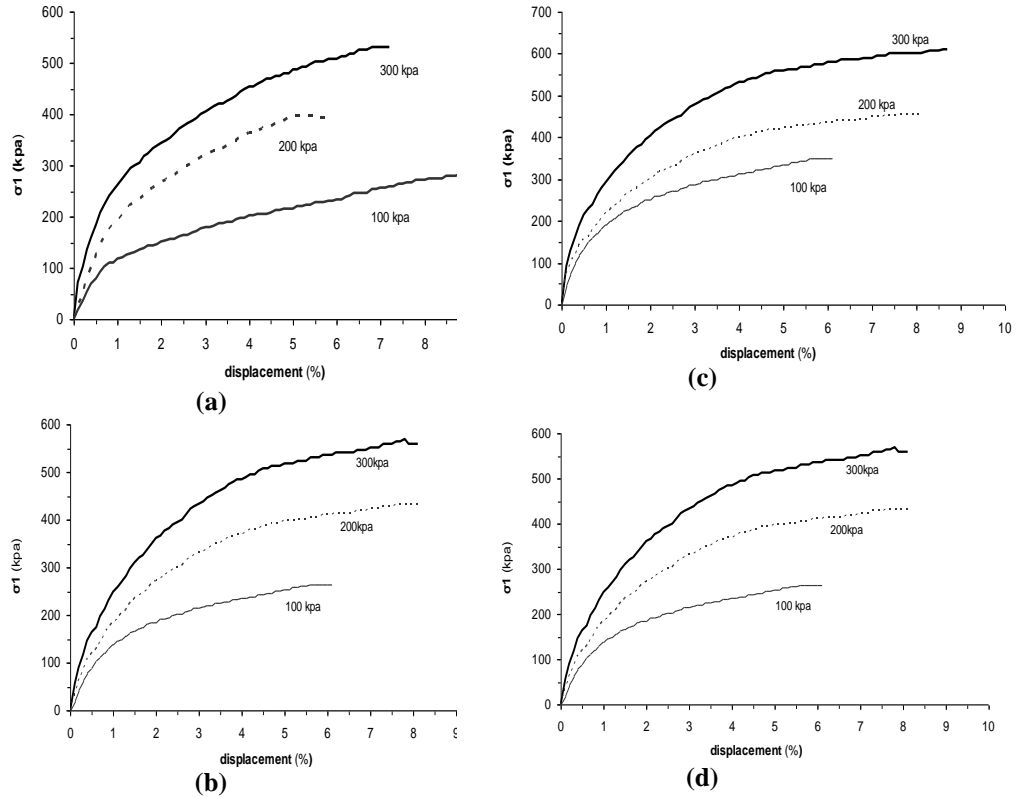 600
500
400
300
200
100
0
σ1 (kpa)
300 kpa
200 kpa
100 kpa
0 1 2 3 4 5 6 7 8
displacement (%)
(a)
700
600
500
400
300
200
100
0
σ1 (kpa)
300 kpa
200 kpa
100 kpa
0 1 2 3 4 5 6 7 8 9 10
displacement (%)
(c)
600
500
400
300
200
100
0
σ1 (kpa)
300kpa
200kpa
100 kpa
0 1 2 3 4 5 6 7 8
displacement (%)
(b)
600
500
400
300
200
100
0
σ1 (kpa)
300kpa
200kpa
100 kpa
0 1 2 3 4 5 6 7 8 9 10
displacement (%)
(d)